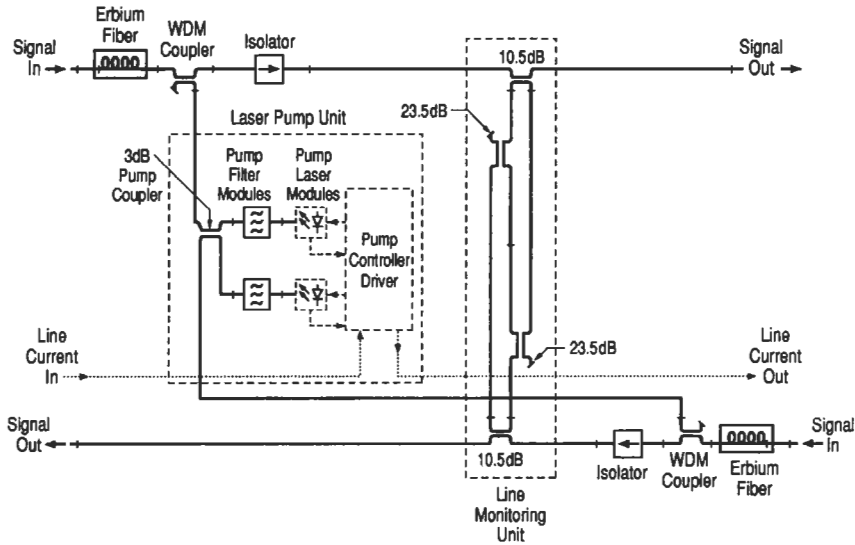 Erbium
Fiber
WDM
Coupler
Isolator
10.5dB
Signal
In
Signal
Out
23.5dB
Laser Pump Unit
3dB
Pump
Coupler
Pump
Filter
Modules
Pump
Laser
Modules
Pump
Controller
Driver
Line
Current
In
23.5dB
Line
Current
Out
Signal
Out
10.5dB
Isolator
WDM
Coupler
Erbium
Fiber
Signal
In
Line
Monitoring
Unit